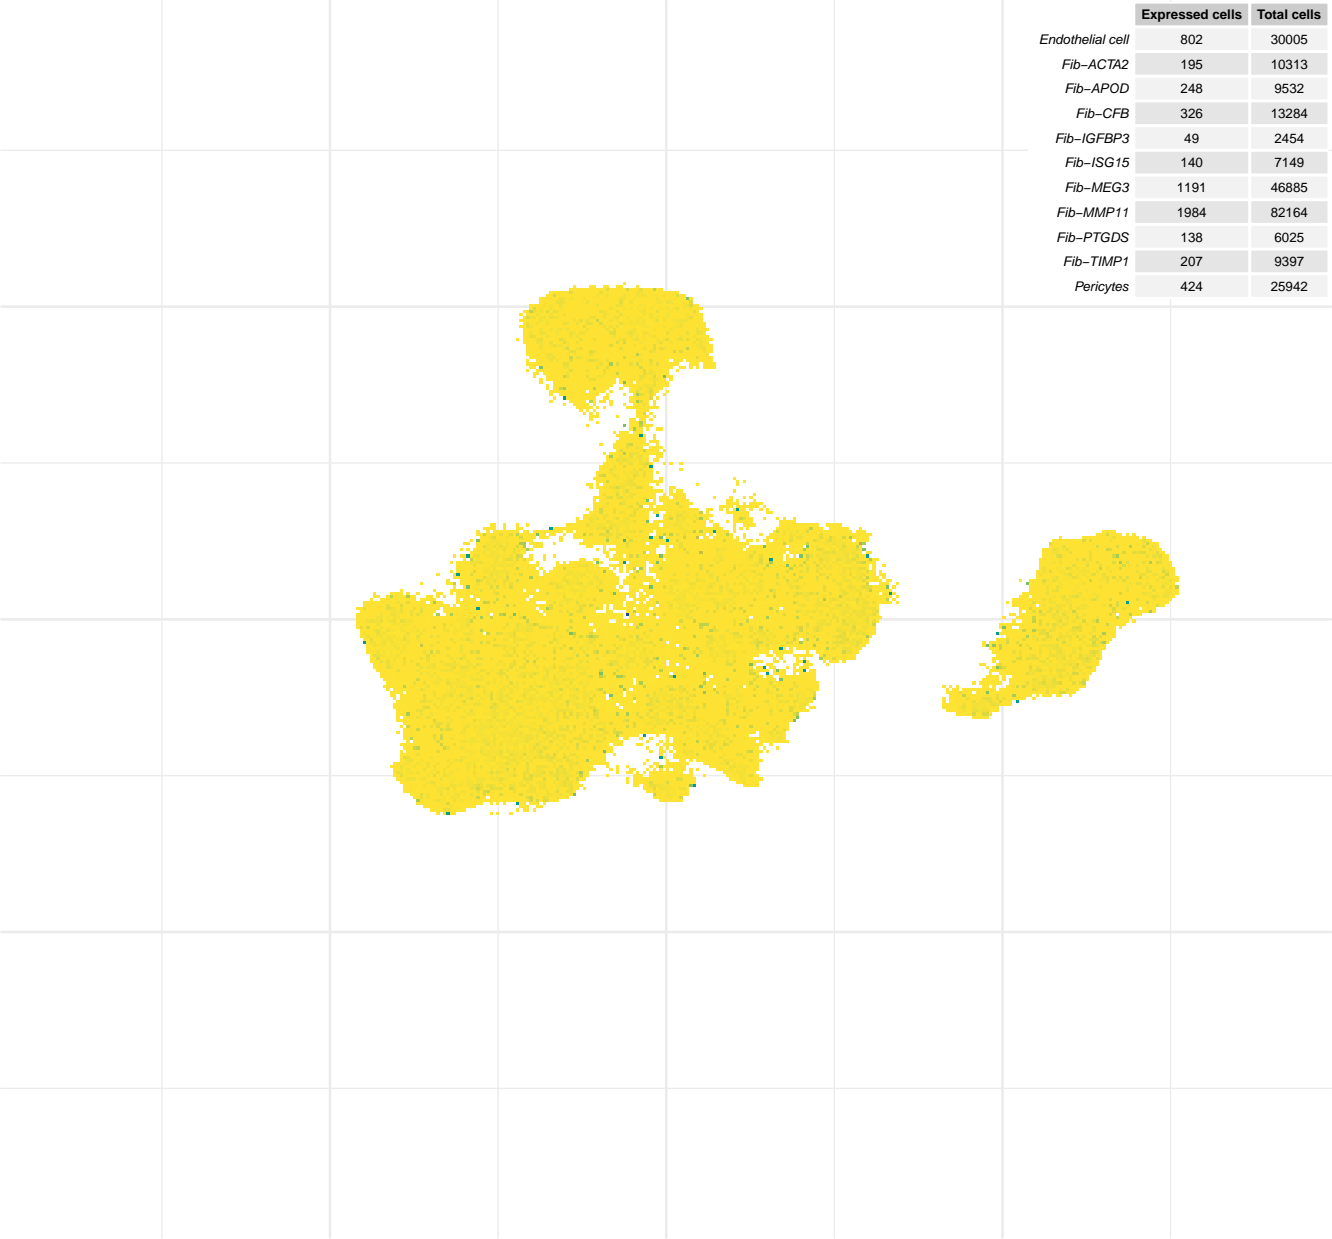 Expressed cells Total cells
Endothelial cell 802 30005
Fib−ACTA2 195 10313
Fib−APOD 248 9532
Fib−CFB 326 13284
Fib−IGFBP3 49 2454
Fib−ISG15 140 7149
Fib−MEG3 1191 46885
Fib−MMP11 1984 82164
Fib−PTGDS 138 6025
Fib−TIMP1 207 9397
Pericytes 424 25942